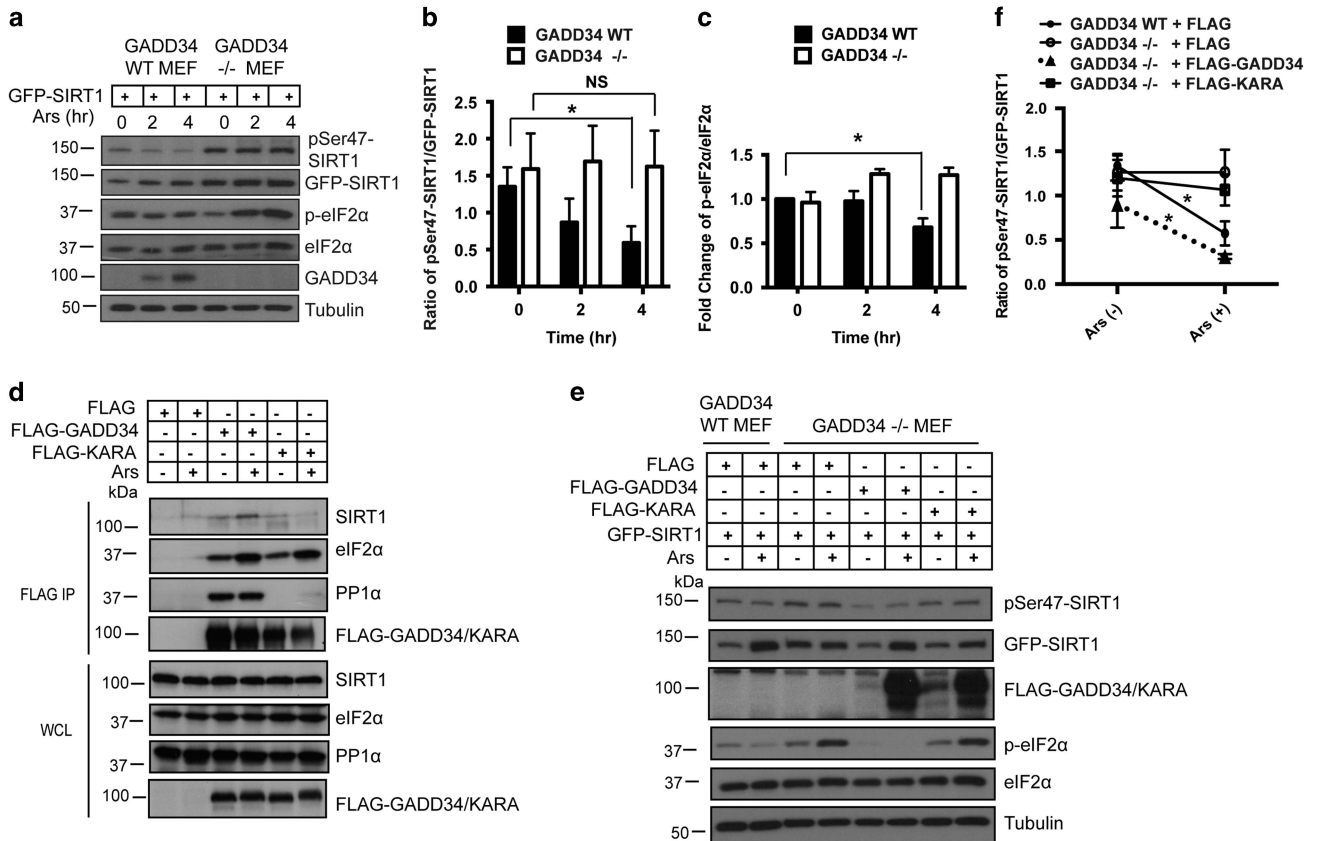 a
GADD34 GADD34
WT MEF -/- MEF
GFP-SIRT1 + + + + + +
Ars (hr) 0 2 4 0 2 4
150 pSer47-SIRT1
150 GFP-SIRT1
37 p-eIF2α
37 eIF2α
100 GADD34
50 Tubulin
b
GADD34 WT
GADD34 -/-
Ratio of pSer47-SIRT1/GFP-SIRT1
2.5
2.0
1.5
1.0
0.5
0.0
NS
*
0 2 4
Time (hr)
c
GADD34 WT
GADD34 -/-
Fold Change of p-eIF2α/eIF2α
1.5
1.0
0.5
0.0
*
0 2 4
Time (hr)
f
GADD34 WT + FLAG
GADD34 -/- + FLAG
GADD34 -/- + FLAG-GADD34
GADD34 -/- + FLAG-KARA
Ratio of pSer47-SIRT1/GFP-SIRT1
2.0
1.5
1.0
0.5
0.0
*
*
Ars (-) Ars (+)
d
FLAG + + - - - -
FLAG-GADD34 - - + + - -
FLAG-KARA - - - - + +
Ars - + - + - +
kDa
FLAG IP
100 SIRT1
37 eIF2α
37 PP1α
100 FLAG-GADD34/KARA
WCL
100 SIRT1
37 eIF2α
37 PP1α
100 FLAG-GADD34/KARA
e
GADD34
WT MEF GADD34 -/- MEF
FLAG + + + + - - - -
FLAG-GADD34 - - - - + + - -
FLAG-KARA - - - - - - + +
GFP-SIRT1 + + + + + + + +
Ars - + - + - + - +
kDa
150 pSer47-SIRT1
150 GFP-SIRT1
100 FLAG-GADD34/KARA
37 p-eIF2α
37 eIF2α
50 Tubulin